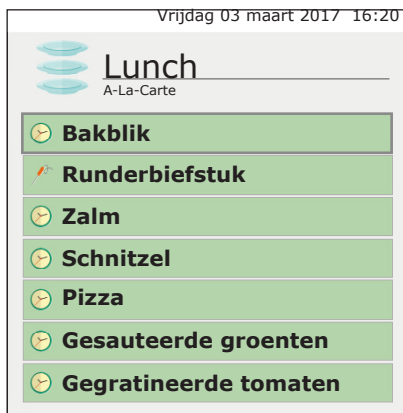 Vrijdag 03 maart 2017 16:20
Lunch
A-La-Carte
Bakblik
Runderbiefstuk
Zalm
Schnitzel
Pizza
Gesauteerde groenten
Gegratineerde tomaten